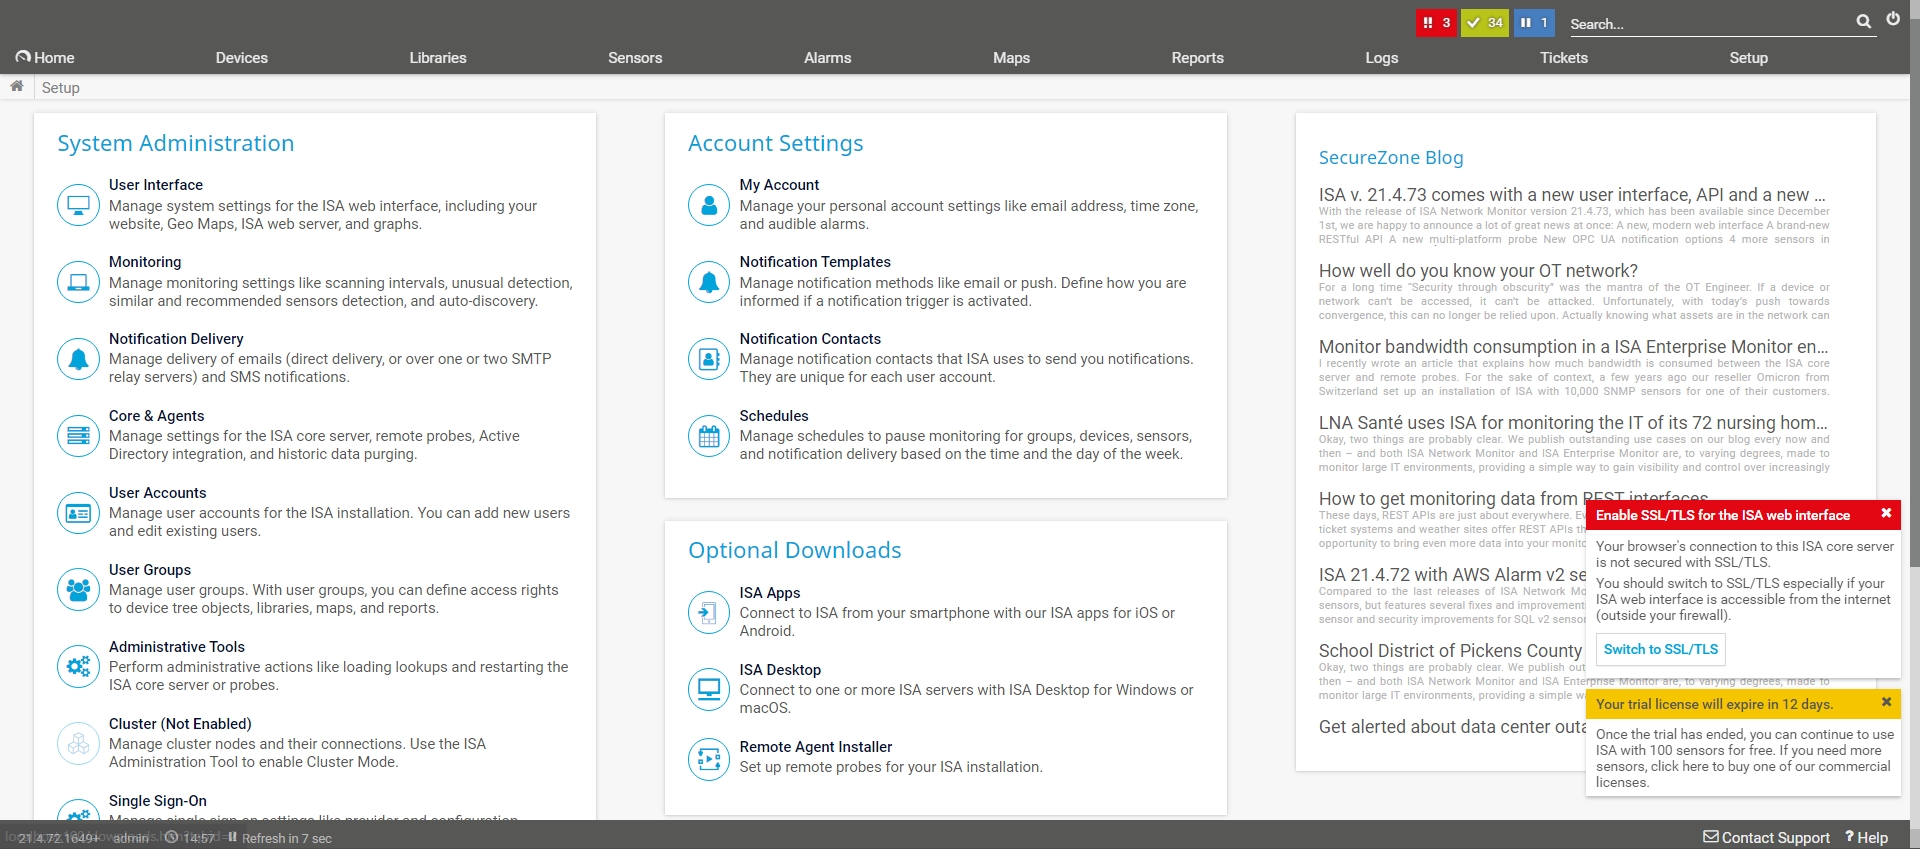 !! 3 34 1 Search...
Home Devices Libraries Sensors Alarms Maps Reports Logs Tickets Setup
Setup
System Administration
User Interface
Manage system settings for the ISA web interface, including your
website, Geo Maps, ISA web server, and graphs.
Monitoring
Manage monitoring settings like scanning intervals, unusual detection,
similar and recommended sensors detection, and auto-discovery.
Notification Delivery
Manage delivery of emails (direct delivery, or over one or two SMTP
relay servers) and SMS notifications.
Core & Agents
Manage settings for the ISA core server, remote probes, Active
Directory integration, and historic data purging.
User Accounts
Manage user accounts for the ISA installation. You can add new users
and edit existing users.
User Groups
Manage user groups. With user groups, you can define access rights
to device tree objects, libraries, maps, and reports.
Administrative Tools
Perform administrative actions like loading lookups and restarting the
ISA core server or probes.
Cluster (Not Enabled)
Manage cluster nodes and their connections. Use the ISA
Administration Tool to enable Cluster Mode.
Single Sign-On
Manage single sign-on settings like provider and configuration
Account Settings
My Account
Manage your personal account settings like email address, time zone,
and audible alarms.
Notification Templates
Manage notification methods like email or push. Define how you are
informed if a notification trigger is activated.
Notification Contacts
Manage notification contacts that ISA uses to send you notifications.
They are unique for each user account.
Schedules
Manage schedules to pause monitoring for groups, devices, sensors,
and notification delivery based on the time and the day of the week.
Optional Downloads
ISA Apps
Connect to ISA from your smartphone with our ISA apps for iOS or
Android.
ISA Desktop
Connect to one or more ISA servers with ISA Desktop for Windows or
macOS.
Remote Agent Installer
Set up remote probes for your ISA installation.
SecureZone Blog
ISA v. 21.4.73 comes with a new user interface, API and a new ...
With the release of ISA Network Monitor version 21.4.73, which has been available since December
1st, we are happy to announce a lot of great news at once: A new, modern web interface A brand-new
RESTful API A new multi-platform probe New OPC UA notification options 4 more sensors in
How well do you know your OT network?
For a long time "Security through obscurity" was the mantra of the OT Engineer. If a device or
network can't be accessed, it can't be attacked. Unfortunately, with today's push towards
convergence, this can no longer be relied upon. Actually knowing what assets are in the network can
Monitor bandwidth consumption in a ISA Enterprise Monitor en...
I recently wrote an article that explains how much bandwidth is consumed between the ISA core
server and remote probes. For the sake of context, a few years ago our reseller Omicron from
Switzerland set up an installation of ISA with 10,000 SNMP sensors for one of their customers.
LNA Santé uses ISA for monitoring the IT of its 72 nursing hom...
Okay, two things are probably clear. We publish outstanding use cases on our blog every now and
then – and both ISA Network Monitor and ISA Enterprise Monitor are, to varying degrees, made to
monitor large IT environments, providing a simple way to gain visibility and control over increasingly
How to get monitoring data from REST interfaces
These days, REST APIs are just about everywhere.
ticket systems and weather sites offer REST APIs
opportunity to bring even more data into your
ISA 21.4.72 with AWS Alarm v2
Compared to the last releases of ISA Network
sensors, but features several fixes and
sensor and security improvements for SQL v2
School District of Pickens County
Okay, two things are probably clear. We publish
then – and both ISA Network Monitor and ISA Enterprise Monitor are, to varying degrees, made to
monitor large IT environments, providing a simple
Get alerted about data center
Enable SSL/TLS for the ISA web interface
Your browser's connection to this ISA core server
is not secured with SSL/TLS.
You should switch to SSL/TLS especially if your
ISA web interface is accessible from the internet
(outside your firewall).
Switch to SSL/TLS
Your trial license will expire in 12 days.
Once the trial has ended, you can continue to use
ISA with 100 sensors for free. If you need more
sensors, click here to buy one of our commercial
licenses.
21.4.72.1649+ admin 14:57 Refresh in 7 sec
Contact Support ? Help